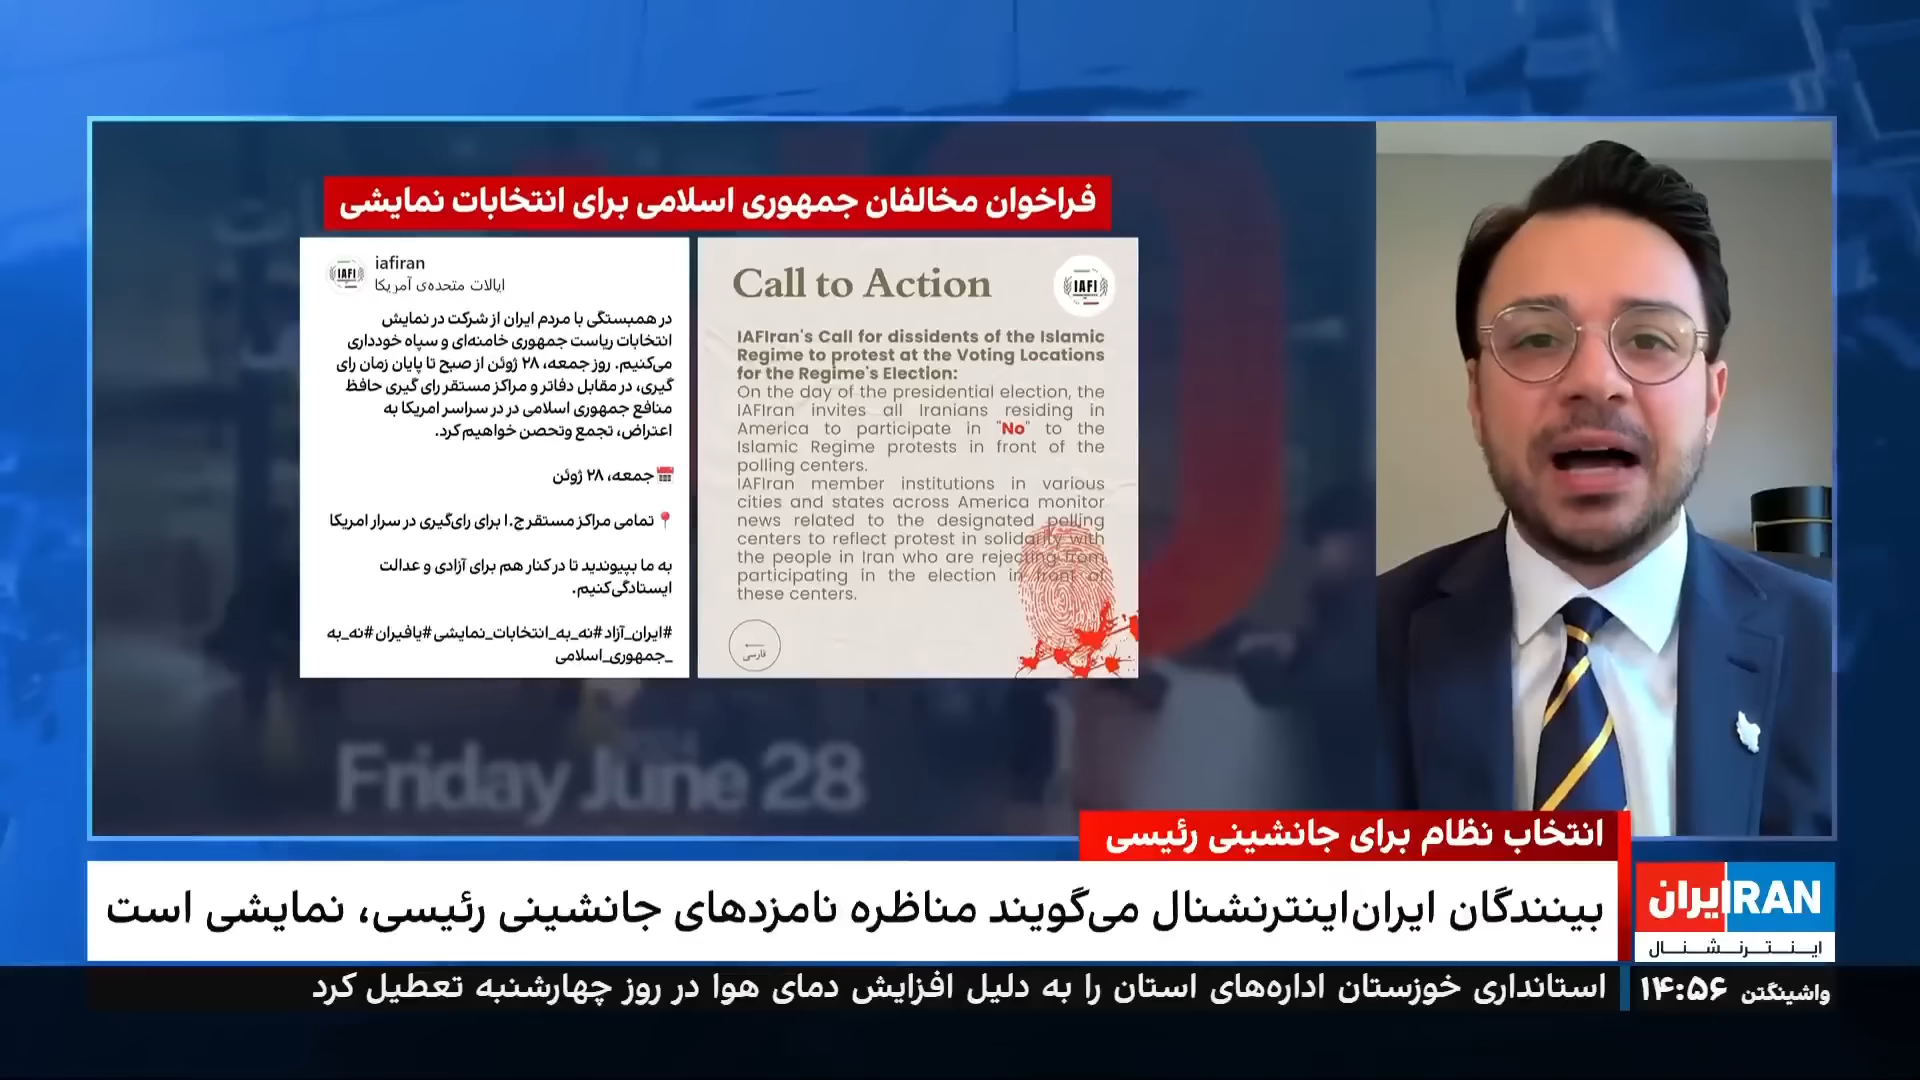 فراخوان مخالفان جمهوری اسلامی برای انتخابات نمایشی
iafiran
ایالات متحده‌ی آمریکا
در همبستگی با مردم ایران از شرکت در نمایش
انتخابات ریاست جمهوری خامنه‌ای و سپاه خودداری
می‌کنیم. روز جمعه، ۲۸ ژوئن از صبح تا پایان زمان رای
گیری، در مقابل دفاتر و مراکز مستقر رای گیری حافظ
منافع جمهوری اسلامی در در سراسر امریکا به
اعتراض، تجمع وتحصن خواهیم کرد.
جمعه، ۲۸ ژوئن
تمامی مراکز مستقر ج.ا برای رای‌گیری در سرار امریکا
به ما بپیوندید تا در کنار هم برای آزادی و عدالت
ایستادگی‌کنیم.
#ایران_آزاد #نه_به_انتخابات_نمایشی #یافیران #نه_به
_جمهوری_اسلامی
Call to Action
IAFI
IAFIran's Call for dissidents of the Islamic
Regime to protest at the Voting Locations
for the Regime's Election:
On the day of the presidential election, the
IAFIran invites all Iranians residing in
America to participate in "No" to the
Islamic Regime protests in front of the
polling centers.
IAFIran member institutions in various
cities and states across America monitor
news related to the designated polling
centers to reflect protest in solidarity with
the people in Iran who are rejecting from
participating in the election in front of
these centers.
فارسی
Friday June 28
انتخاب نظام برای جانشینی رئیسی
بینندگان ایران‌اینترنشنال می‌گویند مناظره نامزدهای جانشینی رئیسی، نمایشی است
ایران IRAN
اینترنشنال
واشینگتن ۱۴:۵۶
استانداری خوزستان اداره‌های استان را به دلیل افزایش دمای هوا در روز چهارشنبه تعطیل کرد